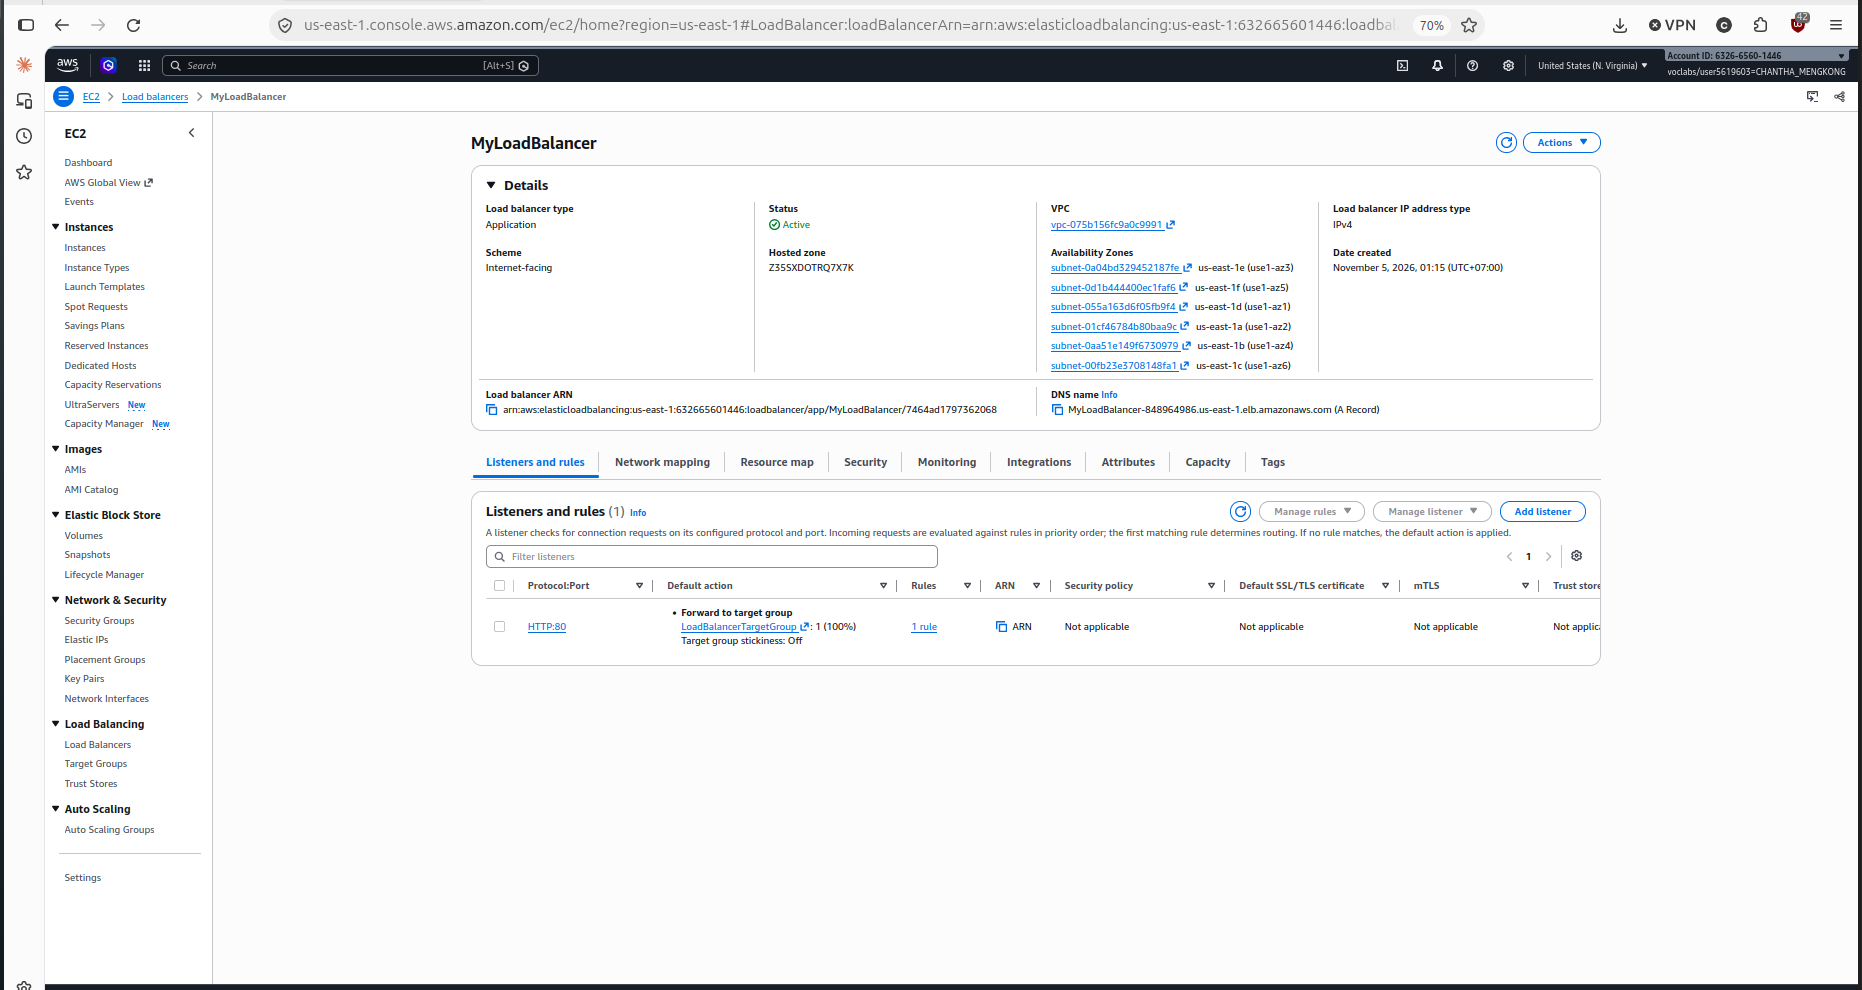 us-east-1.console.aws.amazon.com/ec2/home?region=us-east-1#LoadBalancer:loadBalancerArn=arn:aws:elasticloadbalancing:us-east-1:632665601446:loadbal
70%
VPN
C
42
aws
Search
[Alt+S]
United States (N. Virginia)
Account ID: 6326-6560-1446
voclabs/user5619603=CHANTHA_MENGKONG
EC2 > Load balancers > MyLoadBalancer
EC2
Dashboard
AWS Global View
Events
Instances
Instances
Instance Types
Launch Templates
Spot Requests
Savings Plans
Reserved Instances
Dedicated Hosts
Capacity Reservations
UltraServers New
Capacity Manager New
Images
AMIs
AMI Catalog
Elastic Block Store
Volumes
Snapshots
Lifecycle Manager
Network & Security
Security Groups
Elastic IPs
Placement Groups
Key Pairs
Network Interfaces
Load Balancing
Load Balancers
Target Groups
Trust Stores
Auto Scaling
Auto Scaling Groups
Settings
MyLoadBalancer
Actions
Details
Load balancer type
Application
Scheme
Internet-facing
Status
Active
Hosted zone
Z35SXDOTRQ7X7K
VPC
vpc-075b156fc9a0c9991
Availability Zones
subnet-0a04bd329452187fe us-east-1e (use1-az3)
subnet-0d1b444400ec1faf6 us-east-1f (use1-az5)
subnet-055a163d6f05fb9f4 us-east-1d (use1-az1)
subnet-01cf46784b80baa9c us-east-1a (use1-az2)
subnet-0aa51e149f6730979 us-east-1b (use1-az4)
subnet-00fb23e3708148fa1 us-east-1c (use1-az6)
Load balancer IP address type
IPv4
Date created
November 5, 2026, 01:15 (UTC+07:00)
Load balancer ARN
arn:aws:elasticloadbalancing:us-east-1:632665601446:loadbalancer/app/MyLoadBalancer/7464ad1797362068
DNS name Info
MyLoadBalancer-848964986.us-east-1.elb.amazonaws.com (A Record)
Listeners and rules Network mapping Resource map Security Monitoring Integrations Attributes Capacity Tags
Listeners and rules (1) Info
Manage rules
Manage listener
Add listener
A listener checks for connection requests on its configured protocol and port. Incoming requests are evaluated against rules in priority order; the first matching rule determines routing. If no rule matches, the default action is applied.
Filter listeners
1
Protocol:Port Default action Rules ARN Security policy Default SSL/TLS certificate mTLS Trust store
HTTP:80
• Forward to target group
LoadBalancerTargetGroup : 1 (100%)
Target group stickiness: Off
1 rule
ARN
Not applicable
Not applicable
Not applicable
Not applica